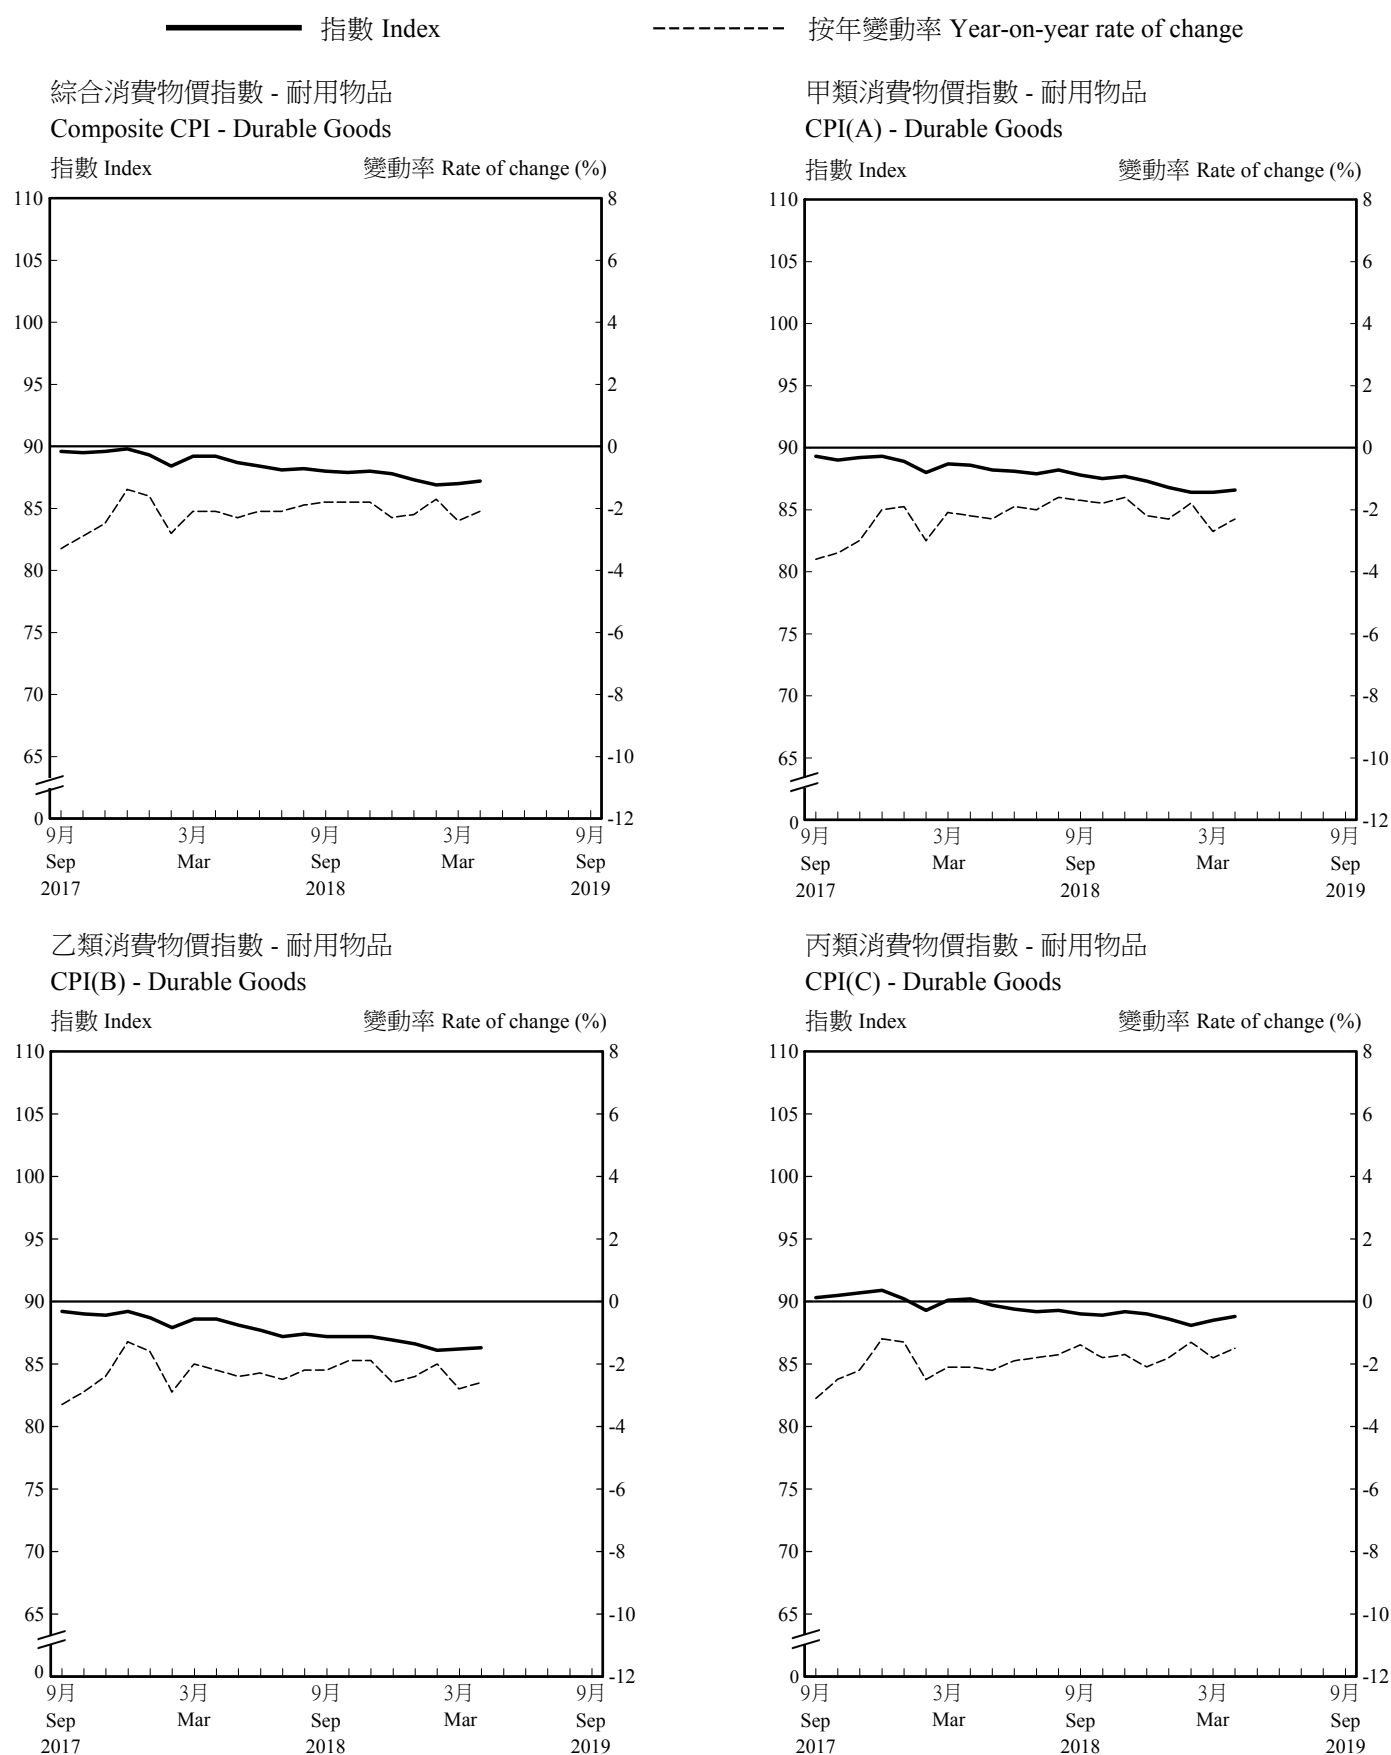 指數 Index
按年變動率 Year-on-year rate of change
綜合消費物價指數 - 耐用物品
Composite CPI - Durable Goods
指數 Index 變動率 Rate of change (%)
110 8
105 6
100 4
95 2
90 0
85 -2
80 -4
75 -6
70 -8
65 -10
0 -12
9月 3月 9月 3月 9月
Sep Mar Sep Mar Sep
2017 2018 2019
甲類消費物價指數 - 耐用物品
CPI(A) - Durable Goods
指數 Index 變動率 Rate of change (%)
110 8
105 6
100 4
95 2
90 0
85 -2
80 -4
75 -6
70 -8
65 -10
0 -12
9月 3月 9月 3月 9月
Sep Mar Sep Mar Sep
2017 2018 2019
乙類消費物價指數 - 耐用物品
CPI(B) - Durable Goods
指數 Index 變動率 Rate of change (%)
110 8
105 6
100 4
95 2
90 0
85 -2
80 -4
75 -6
70 -8
65 -10
0 -12
9月 3月 9月 3月 9月
Sep Mar Sep Mar Sep
2017 2018 2019
丙類消費物價指數 - 耐用物品
CPI(C) - Durable Goods
指數 Index 變動率 Rate of change (%)
110 8
105 6
100 4
95 2
90 0
85 -2
80 -4
75 -6
70 -8
65 -10
0 -12
9月 3月 9月 3月 9月
Sep Mar Sep Mar Sep
2017 2018 2019